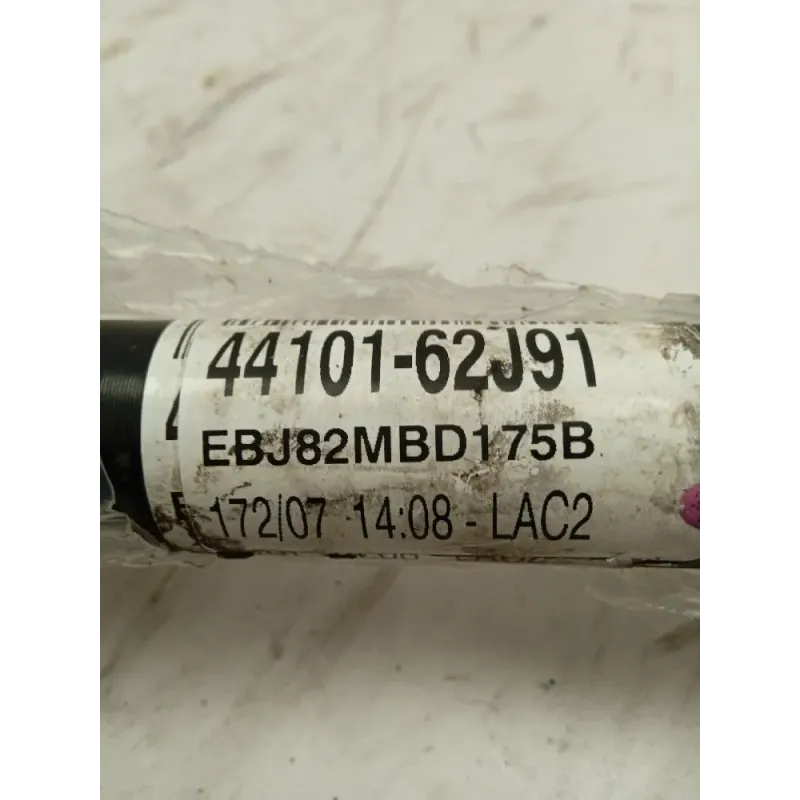 44101-62J91
EBJ82MBD175B
172/07 14:08 - LAC2